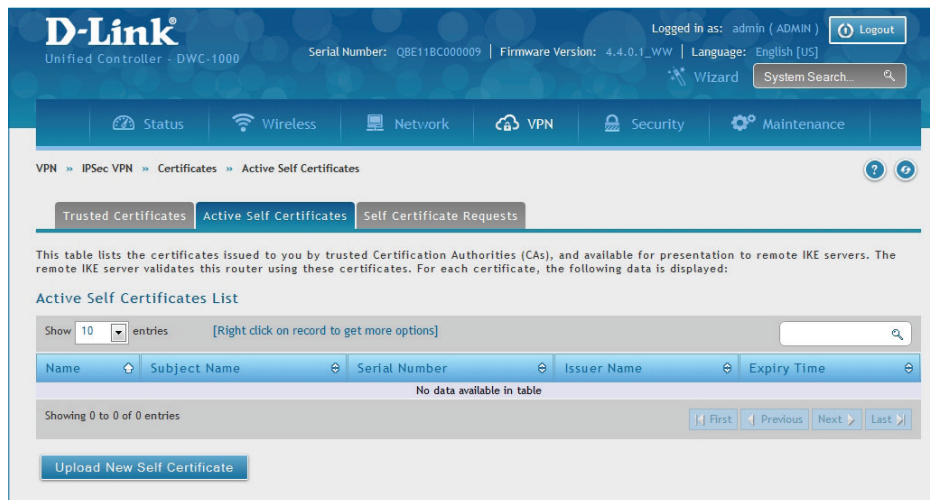 D-Link®
Unified Controller - DWC-1000
Logged in as: admin ( ADMIN ) Logout
Serial Number: QBE11BC000009 | Firmware Version: 4.4.0.1_WW | Language: English [US]
Wizard System Search...
Status Wireless Network VPN Security Maintenance
VPN » IPSec VPN » Certificates » Active Self Certificates
Trusted Certificates Active Self Certificates Self Certificate Requests
This table lists the certificates issued to you by trusted Certification Authorities (CAs), and available for presentation to remote IKE servers. The
remote IKE server validates this router using these certificates. For each certificate, the following data is displayed:
Active Self Certificates List
Show 10 entries [Right click on record to get more options]
Name Subject Name Serial Number Issuer Name Expiry Time
No data available in table
Showing 0 to 0 of 0 entries First Previous Next Last
Upload New Self Certificate